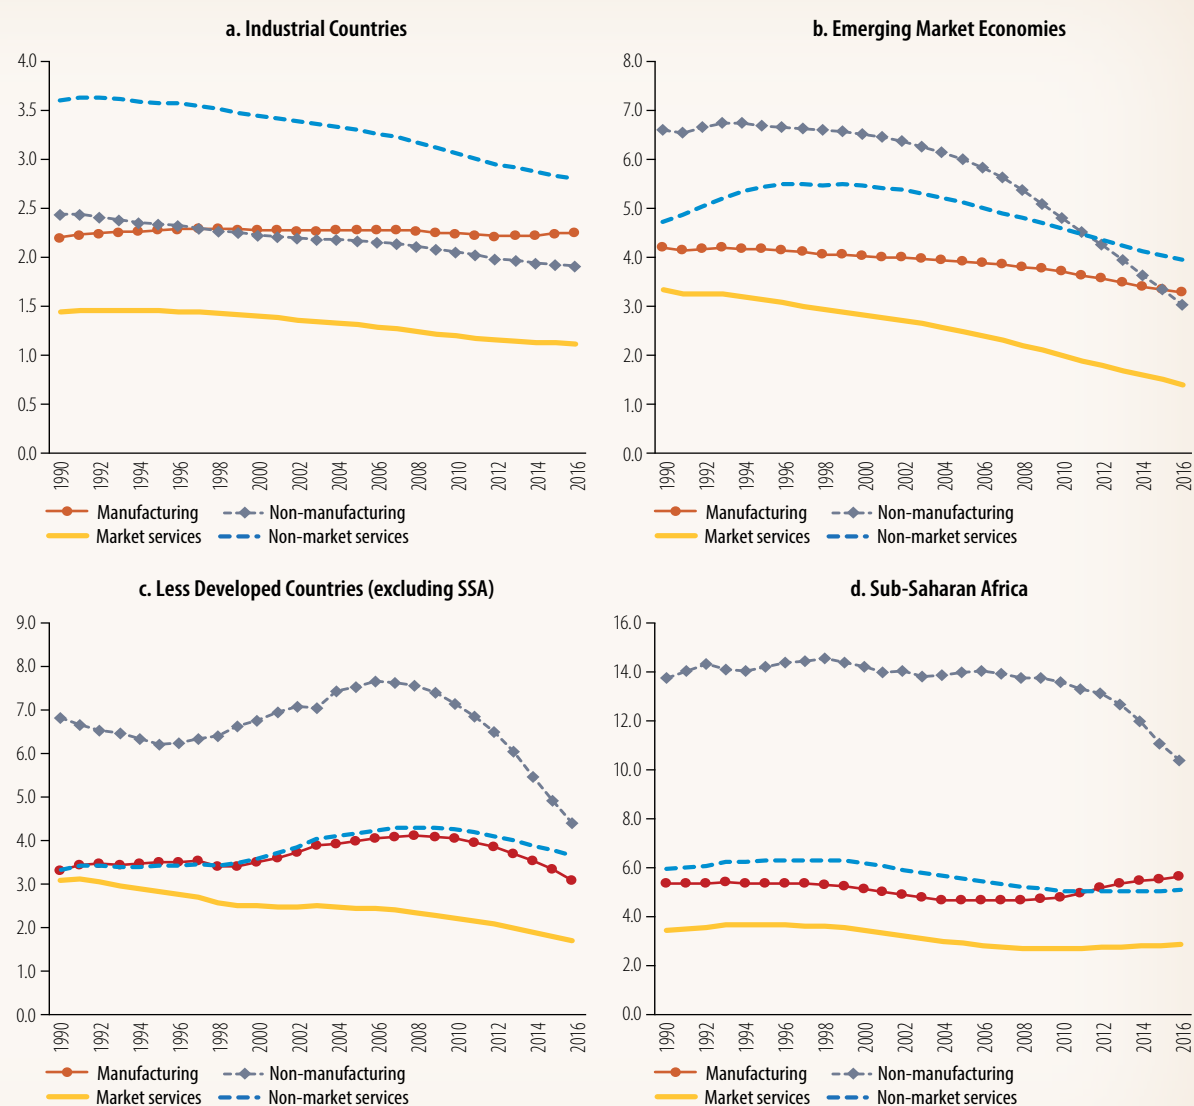 a. Industrial Countries
4.0
3.5
3.0
2.5
2.0
1.5
1.0
0.5
0.0
1990 1992 1994 1996 1998 2000 2002 2004 2006 2008 2010 2012 2014 2016
Manufacturing Non-manufacturing
Market services Non-market services
b. Emerging Market Economies
8.0
7.0
6.0
5.0
4.0
3.0
2.0
1.0
0.0
1990 1992 1994 1996 1998 2000 2002 2004 2006 2008 2010 2012 2014 2016
Manufacturing Non-manufacturing
Market services Non-market services
c. Less Developed Countries (excluding SSA)
9.0
8.0
7.0
6.0
5.0
4.0
3.0
2.0
1.0
0.0
1990 1992 1994 1996 1998 2000 2002 2004 2006 2008 2010 2012 2014 2016
Manufacturing Non-manufacturing
Market services Non-market services
d. Sub-Saharan Africa
16.0
14.0
12.0
10.0
8.0
6.0
4.0
2.0
0.0
1990 1992 1994 1996 1998 2000 2002 2004 2006 2008 2010 2012 2014 2016
Manufacturing Non-manufacturing
Market services Non-market services